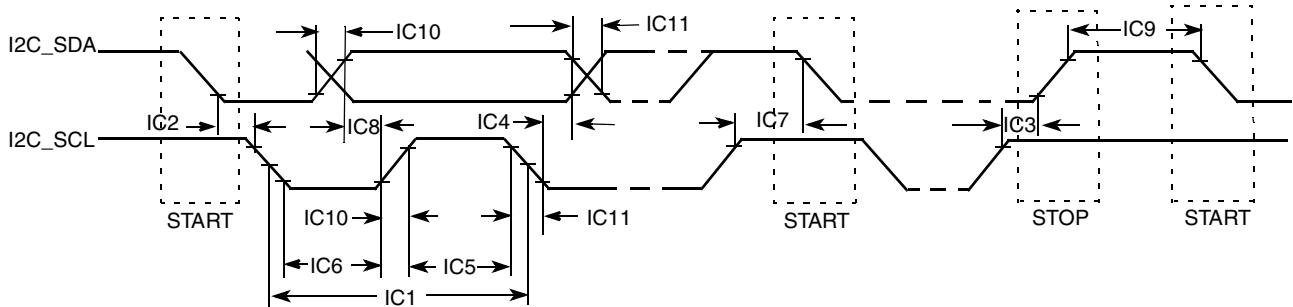 IC10
IC11
IC9
I2C_SDA
IC2
IC8
IC4
IC7
IC3
I2C_SCL
START
IC10
IC11
START
STOP
START
IC6
IC5
IC1